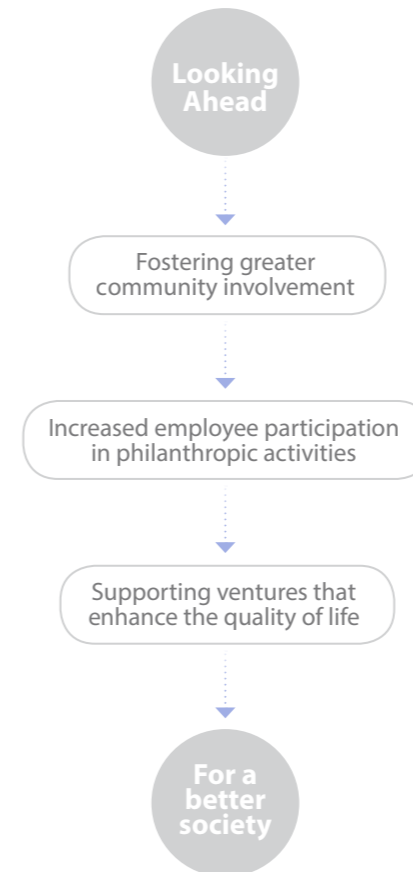 Looking
Ahead
Fostering greater
community involvement
Increased employee participation
in philanthropic activities
Supporting ventures that
enhance the quality of life
For a
better
society